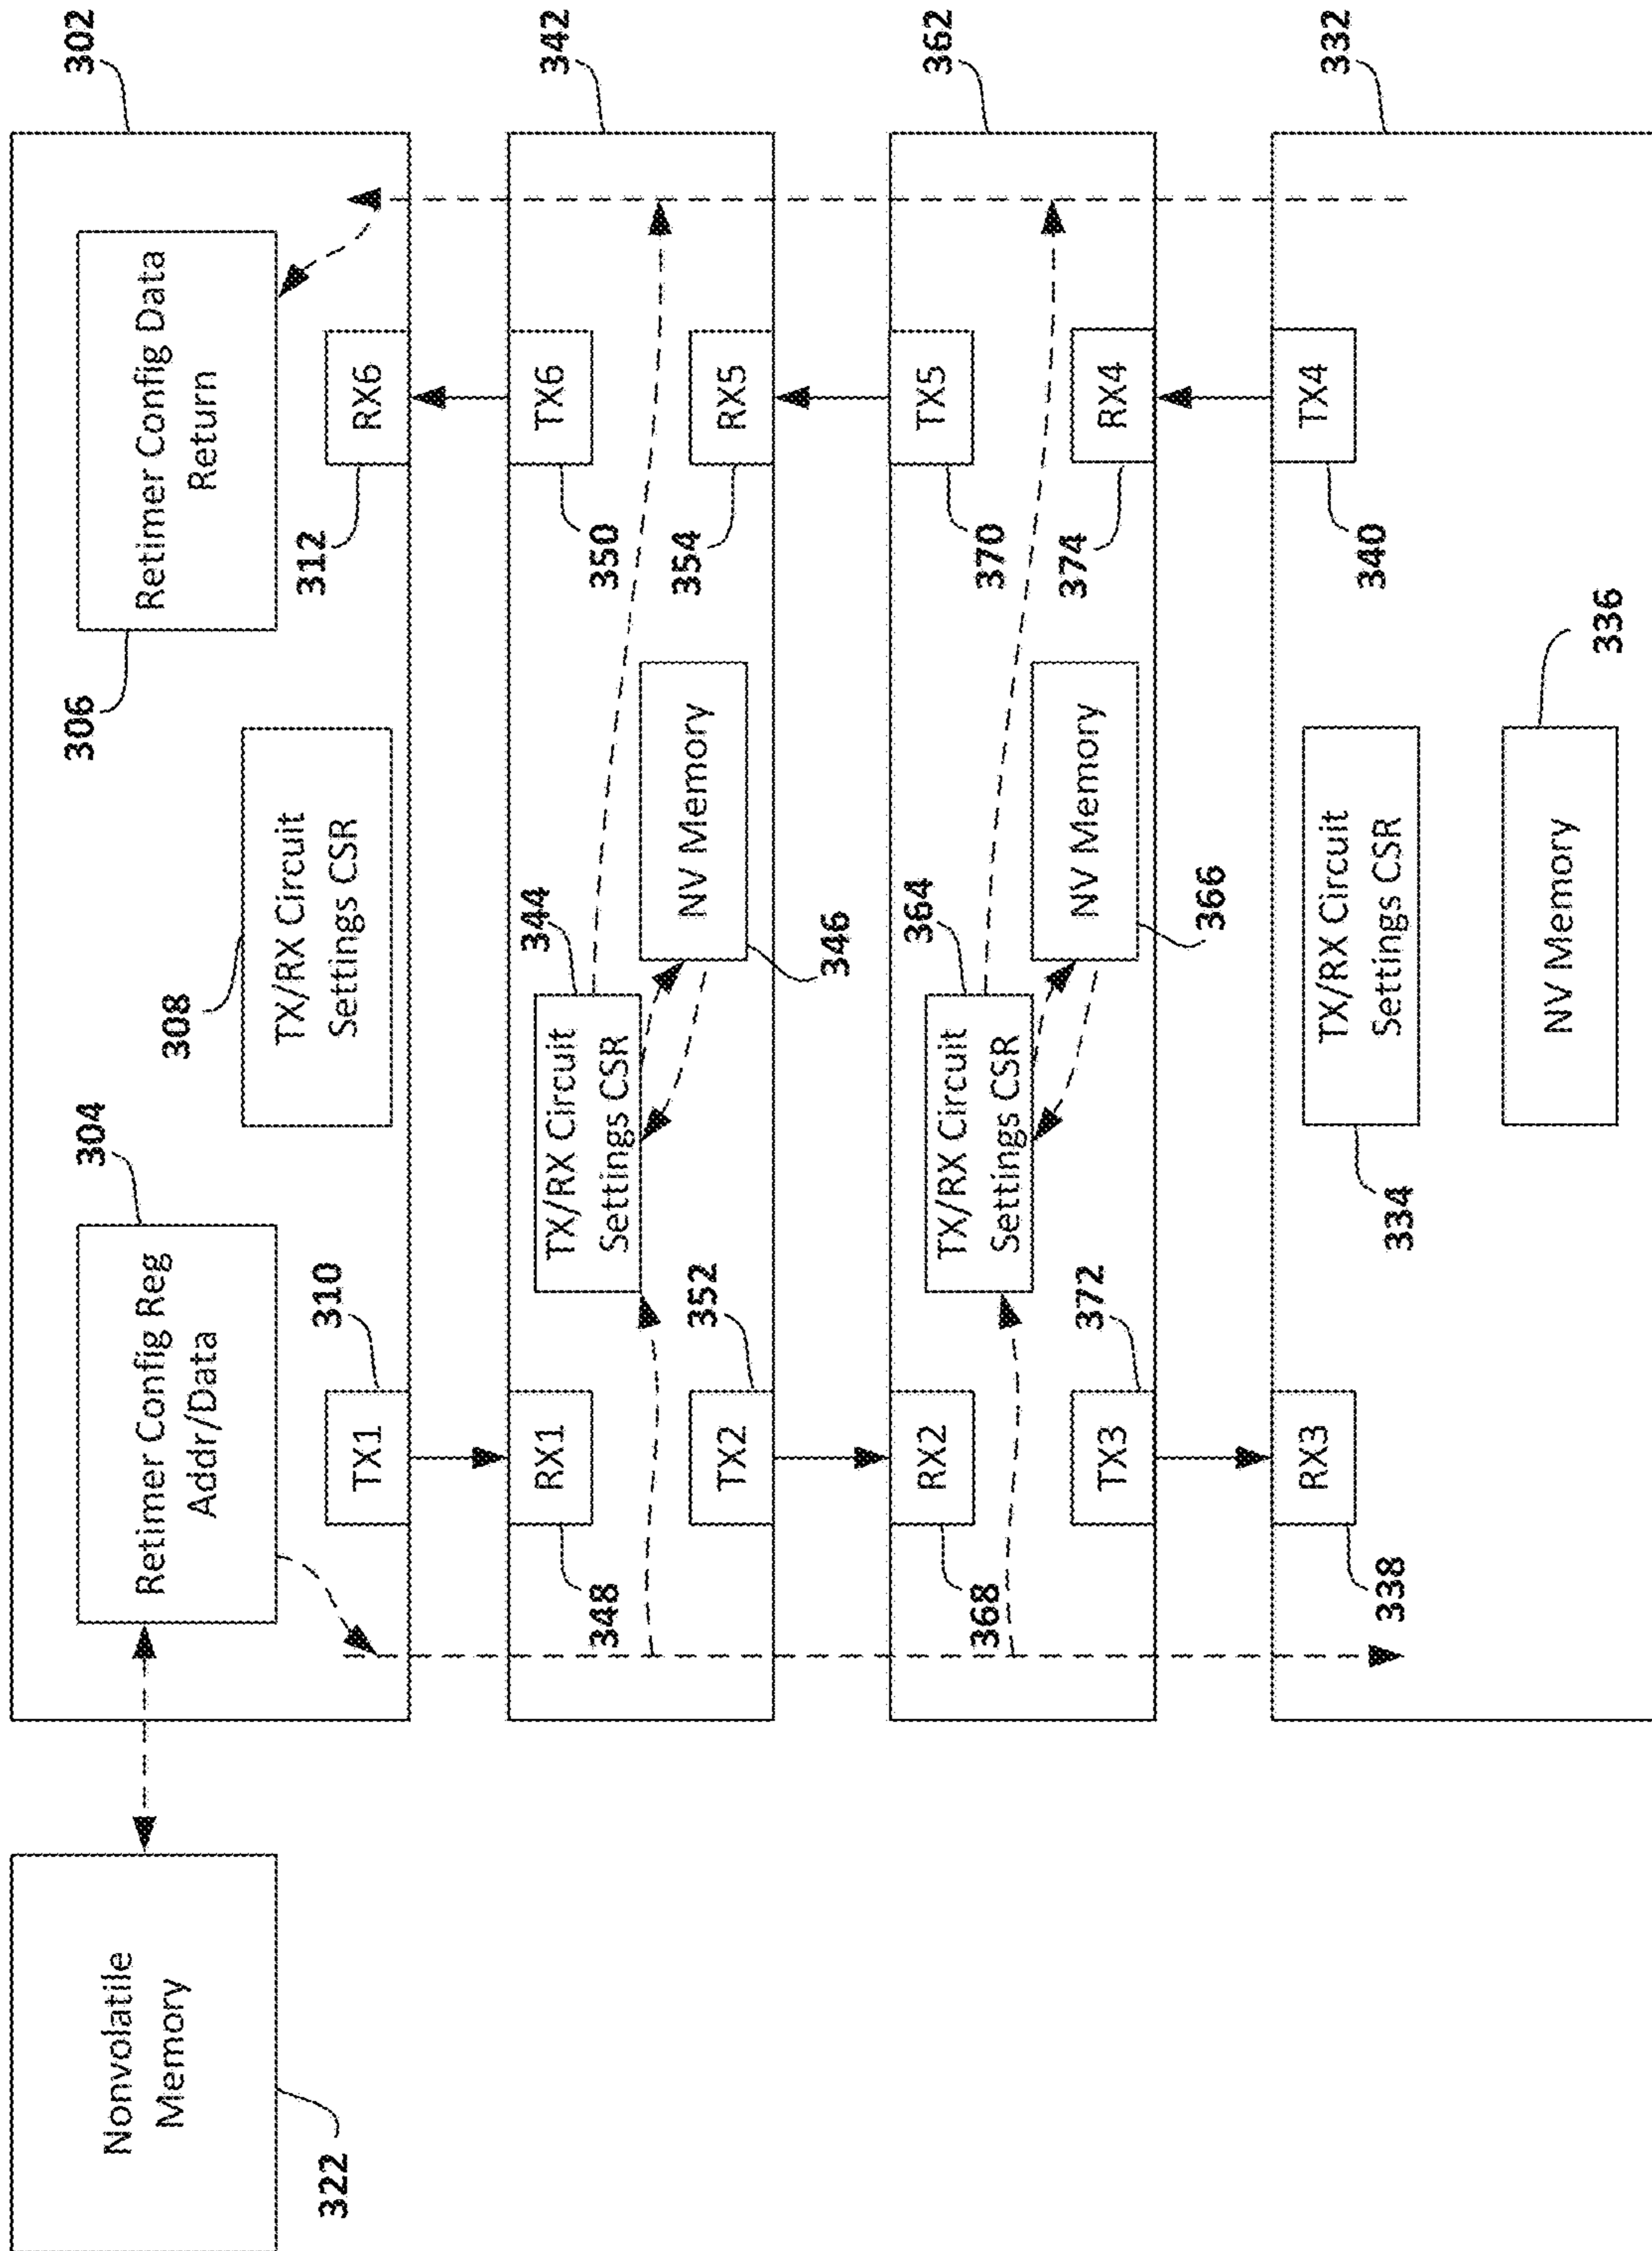 322
Nonvolatile
Memory
302
304
Retimer Config Reg
Addr/Data
308
TX/RX Circuit
Settings CSR
306
Retimer Config Data
Return
310
TX1
312
RX6
342
348
RX1
344
TX/RX Circuit
Settings CSR
350
TX6
352
TX2
346
NV Memory
354
RX5
362
368
RX2
364
TX/RX Circuit
Settings CSR
370
TX5
372
TX3
366
NV Memory
374
RX4
332
338
RX3
334
TX/RX Circuit
Settings CSR
340
TX4
336
NV Memory